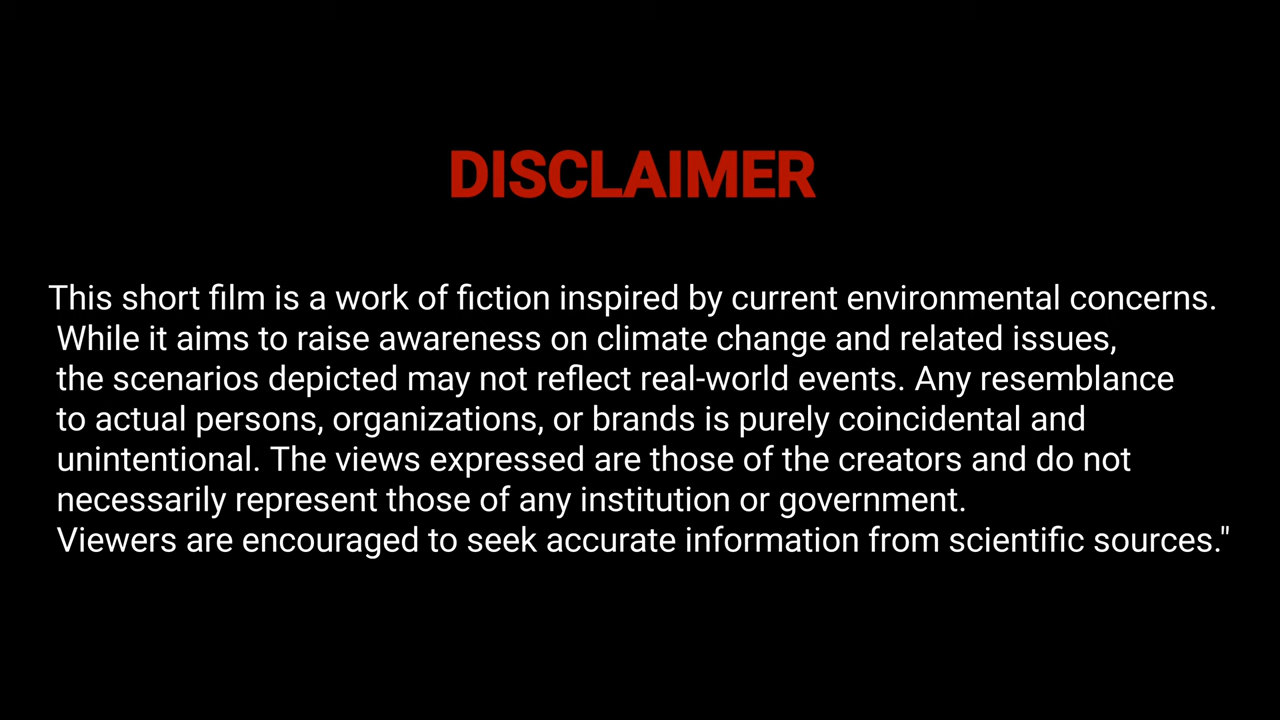 DISCLAIMER
This short film is a work of fiction inspired by current environmental concerns.
While it aims to raise awareness on climate change and related issues,
the scenarios depicted may not reflect real-world events. Any resemblance
to actual persons, organizations, or brands is purely coincidental and
unintentional. The views expressed are those of the creators and do not
necessarily represent those of any institution or government.
Viewers are encouraged to seek accurate information from scientific sources."